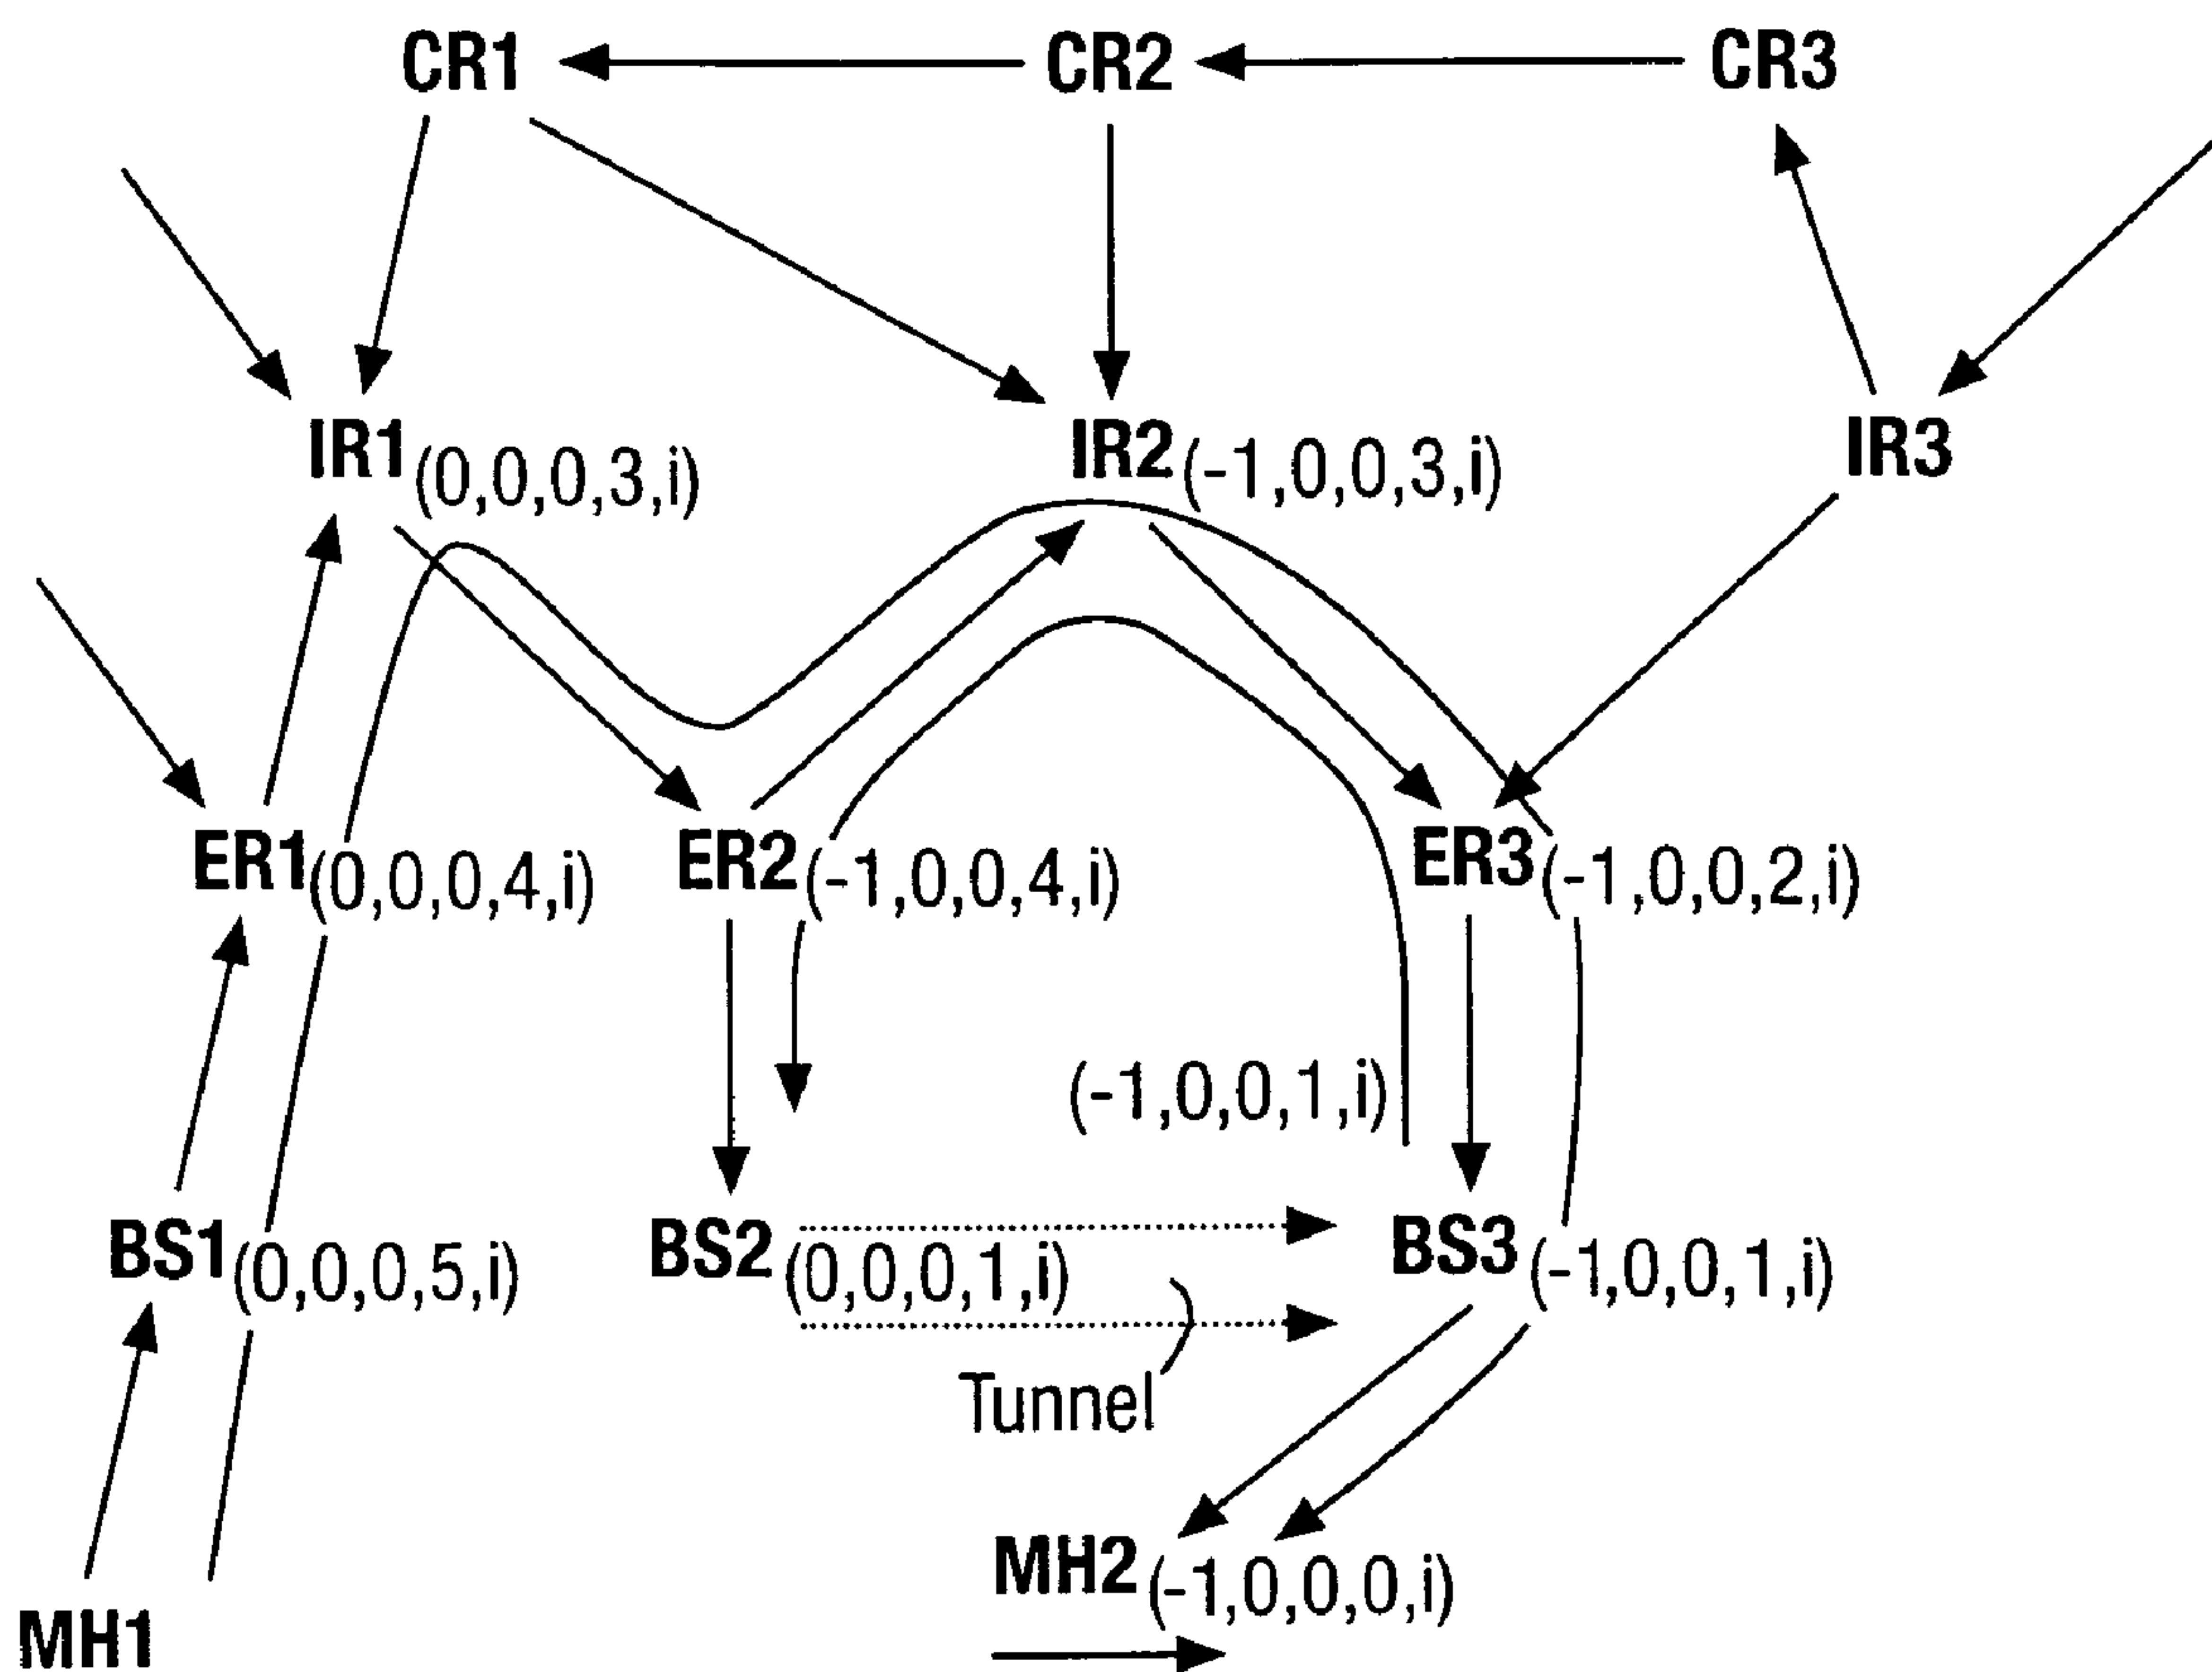 CR1 CR2 CR3
IR1(0,0,0,3,i) IR2(-1,0,0,3,i) IR3
ER1(0,0,0,4,i) ER2(-1,0,0,4,i) ER3(-1,0,0,2,i)
(-1,0,0,1,i)
BS1(0,0,0,5,i) BS2(0,0,0,1,i) BS3(-1,0,0,1,i)
Tunnel
MH2(-1,0,0,0,i)
MH1